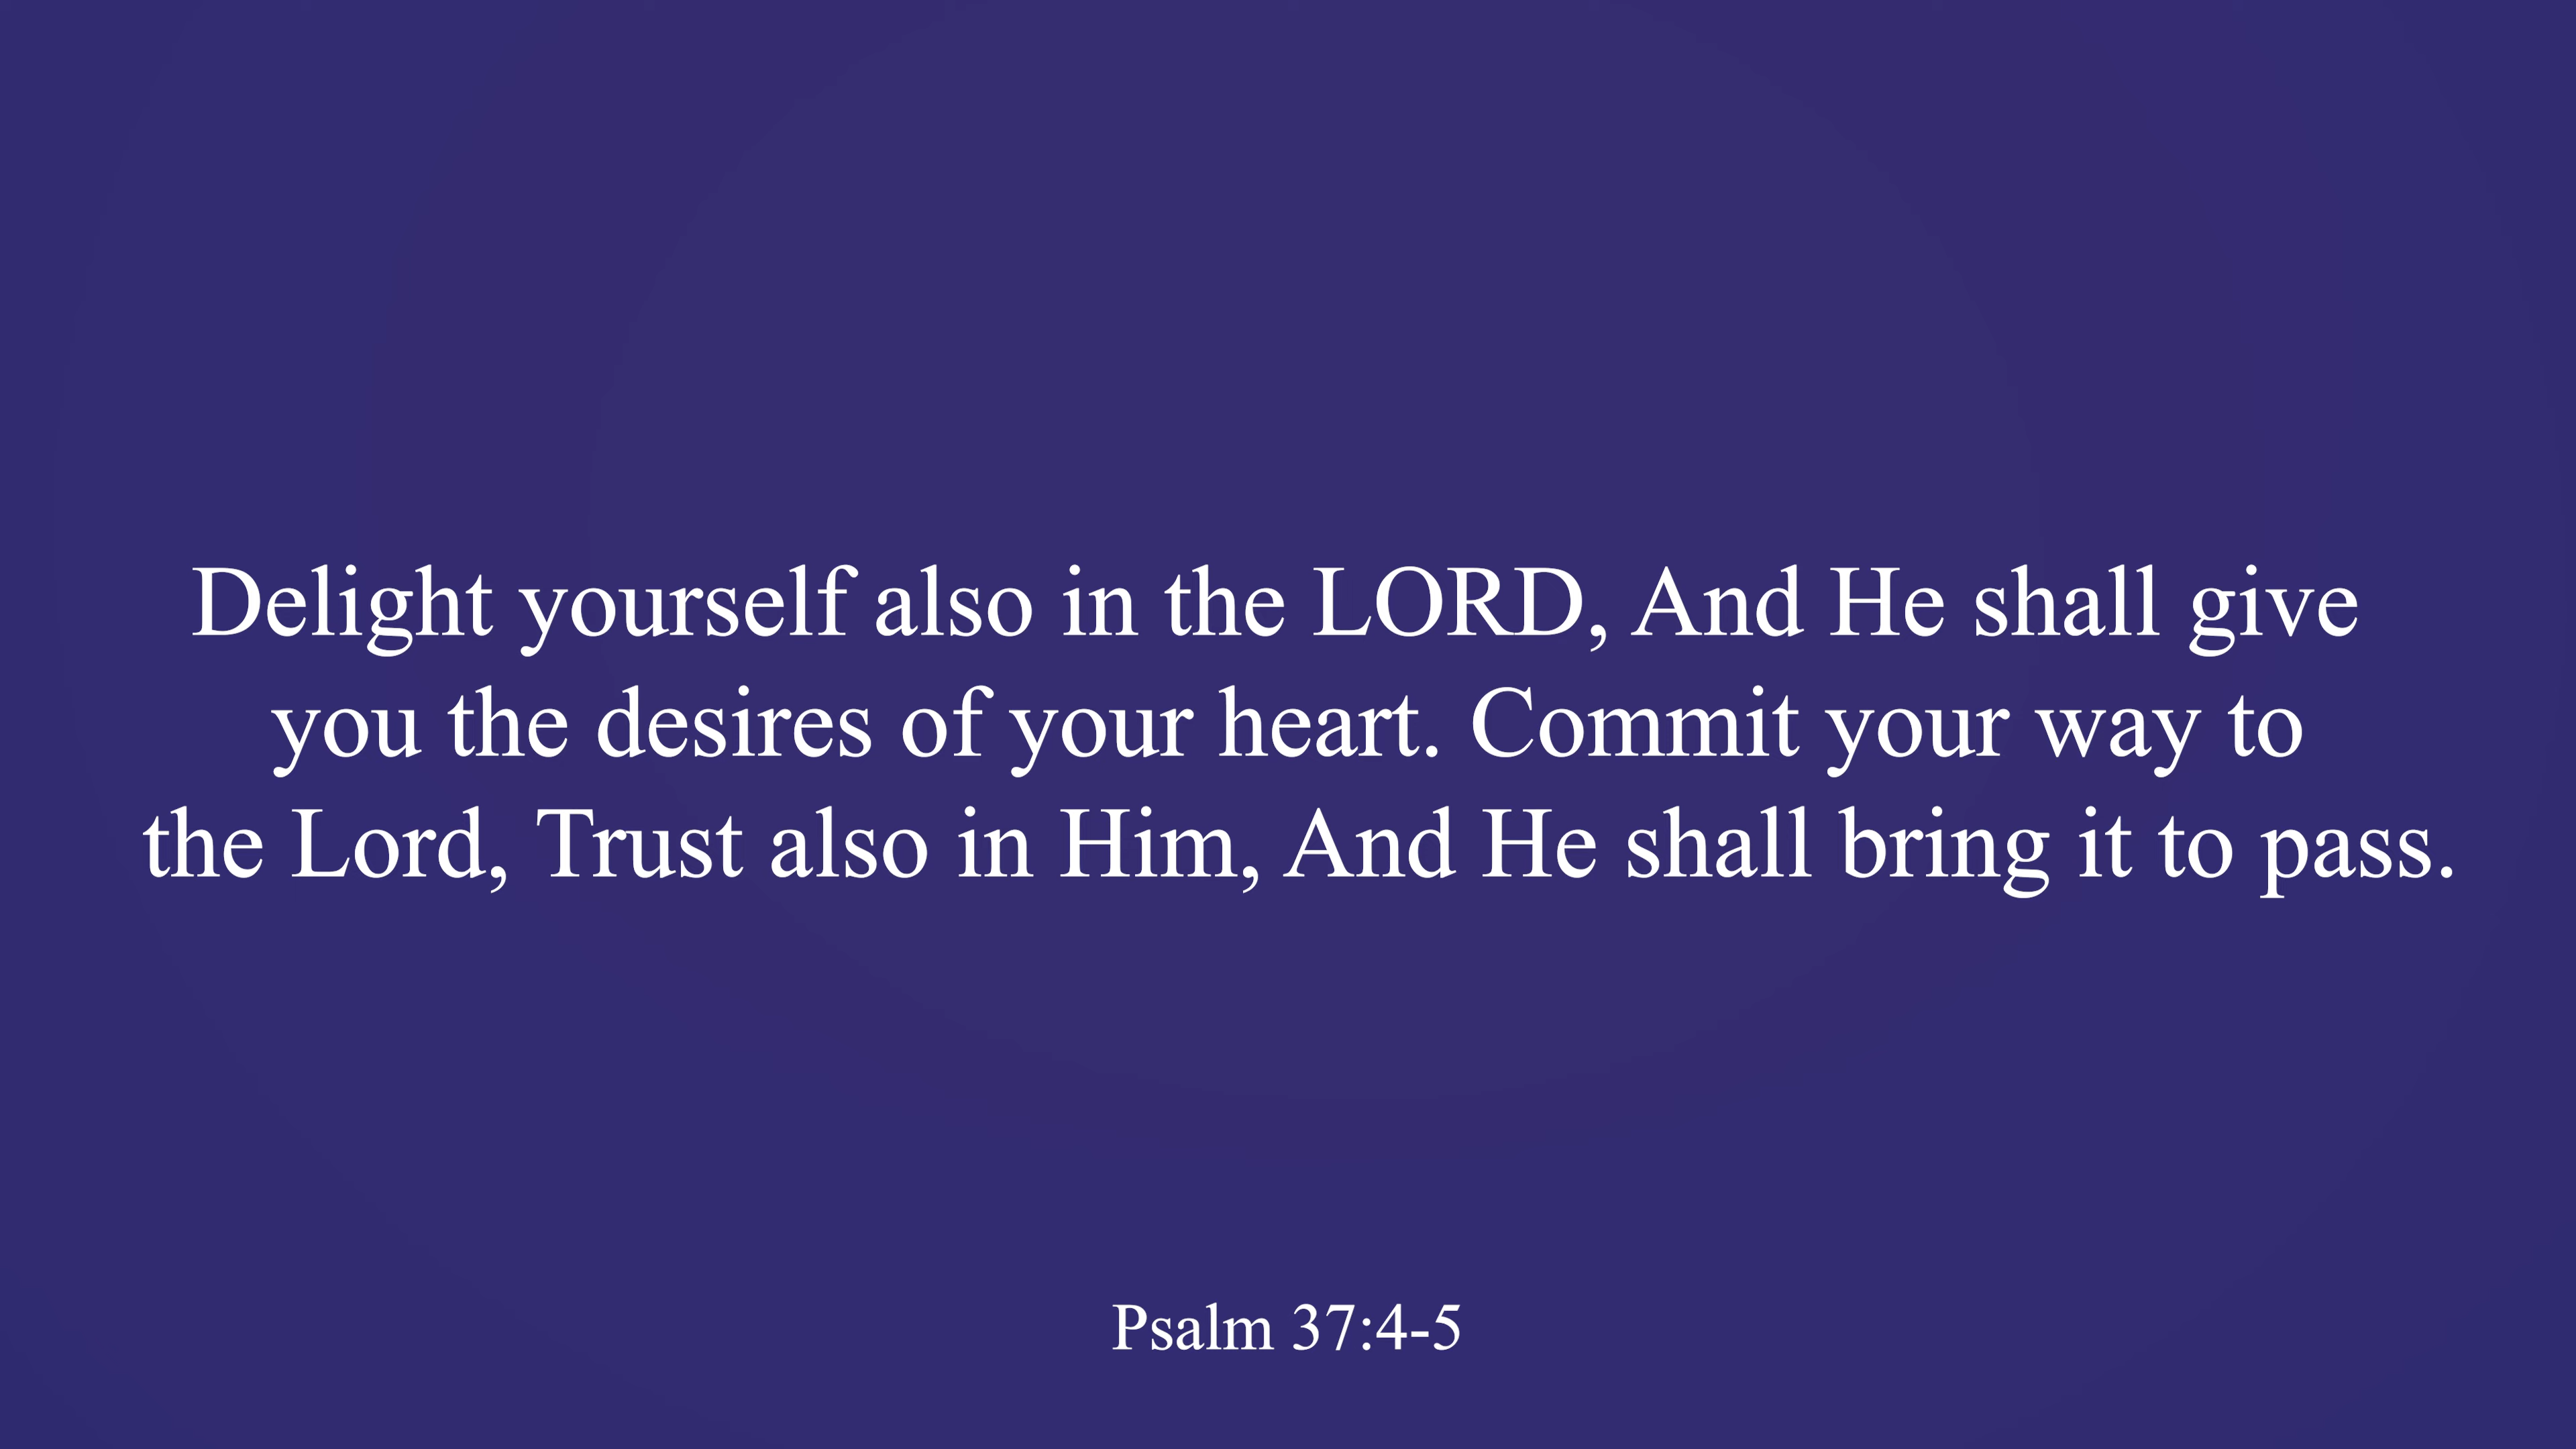 Delight yourself also in the LORD, And He shall give
you the desires of your heart. Commit your way to
the Lord, Trust also in Him, And He shall bring it to pass.
Psalm 37:4-5